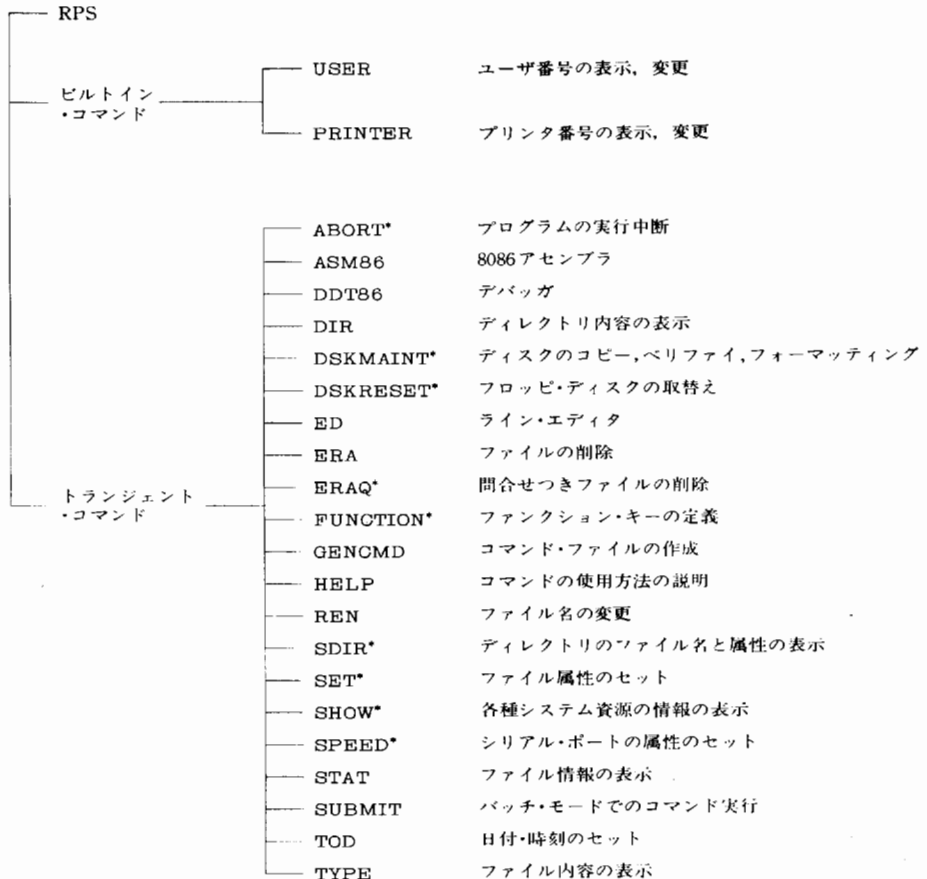 RPS
ビルトイン
・コマンド
USER ユーザ番号の表示，変更
PRINTER プリンタ番号の表示，変更
ABORT* プログラムの実行中断
ASM86 8086アセンブラ
DDT86 デバッガ
DIR ディレクトリ内容の表示
DSKMAINT* ディスクのコピー，ベリファイ，フォーマッティング
DSKRESET* フロッピ・ディスクの取替え
ED ライン・エディタ
ERA ファイルの削除
ERAQ* 問合せつきファイルの削除
トランジェント
・コマンド
FUNCTION* ファンクション・キーの定義
GENCMD コマンド・ファイルの作成
HELP コマンドの使用方法の説明
REN ファイル名の変更
SDIR* ディレクトリのファイル名と属性の表示
SET* ファイル属性のセット
SHOW* 各種システム資源の情報の表示
SPEED* シリアル・ポートの属性のセット
STAT ファイル情報の表示
SUBMIT バッチ・モードでのコマンド実行
TOD 日付・時刻のセット
TYPE ファイル内容の表示